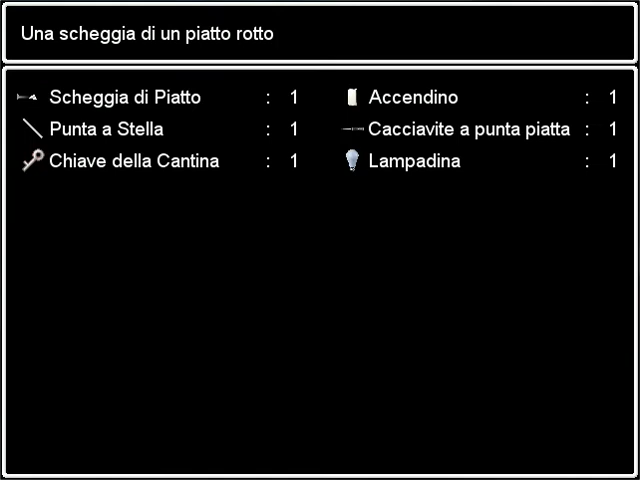 Una scheggia di un piatto rotto
Scheggia di Piatto : 1 Accendino : 1
Punta a Stella : 1 Cacciavite a punta piatta : 1
Chiave della Cantina : 1 Lampadina : 1